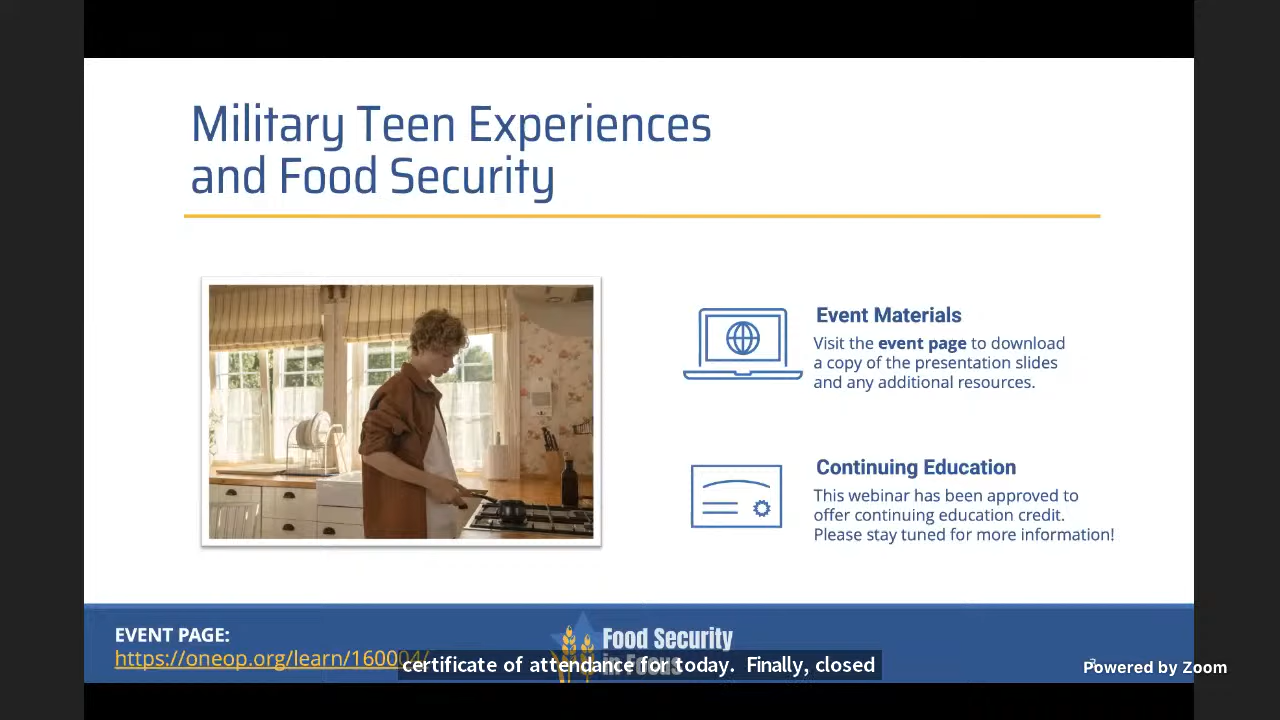 Military Teen Experiences
and Food Security
Event Materials
Visit the event page to download
a copy of the presentation slides
and any additional resources.
Continuing Education
This webinar has been approved to
offer continuing education credit.
Please stay tuned for more information!
EVENT PAGE:
https://oneop.org/learn/160004/
Food Security
in Focus
certificate of attendance for today. Finally, closed
Powered by Zoom